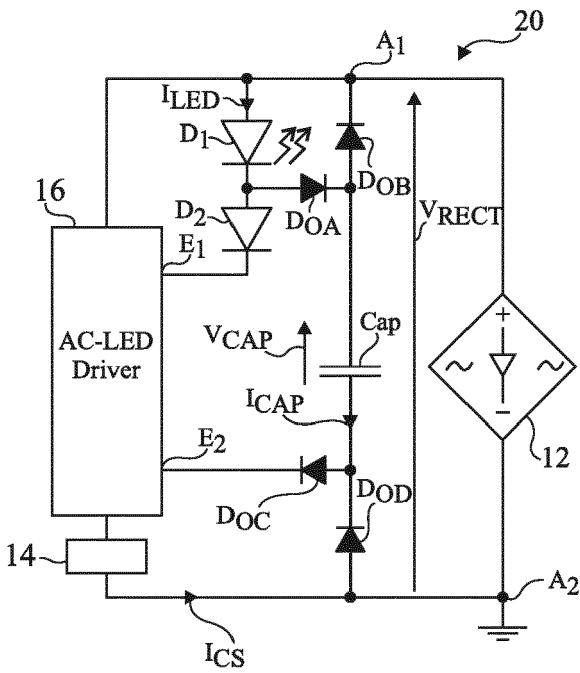 20
A1
ILED
D1
DOB
16
D2
DOA
VRECT
E1
AC-LED
Driver
VCAP
Cap
+
~ ~
−
ICAP
12
E2
DOC
DOD
14
A2
ICS